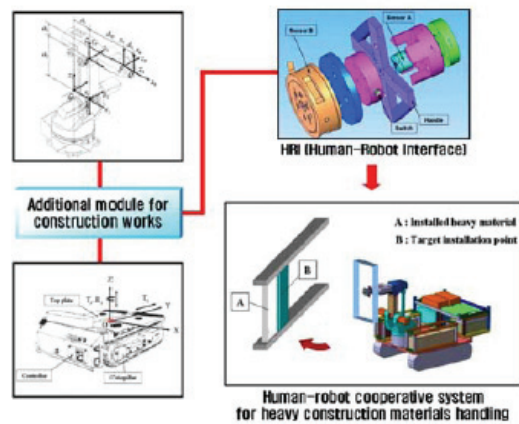 Sensor B
Sensor A
Handle
Switch
HRI (Human-Robot Interface)
Additional module for
construction works
A : Installed heavy material
B : Target installation point
A
B
Top plate
Z
Y
X
Controller
Caterpillar
Human-robot cooperative system
for heavy construction materials handling